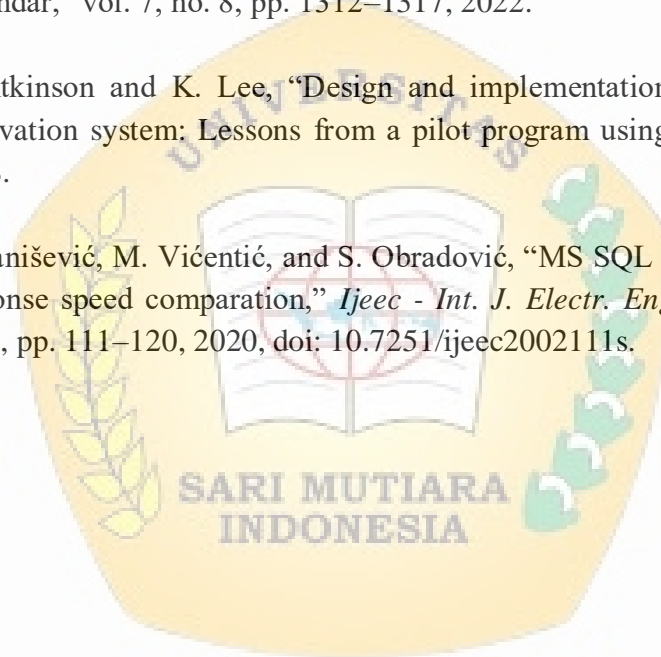 ndar,” vol. 7, no. 8, pp. 1312–1317, 2022.
tkinson and K. Lee, “Design and implementation
vation system: Lessons from a pilot program using
.
anišević, M. Vićentić, and S. Obradović, “MS SQL
onse speed comparation,” Ijeec - Int. J. Electr. En
, pp. 111–120, 2020, doi: 10.7251/ijeec2002111s.
UNIVERSITAS
SARI MUTIARA
INDONESIA